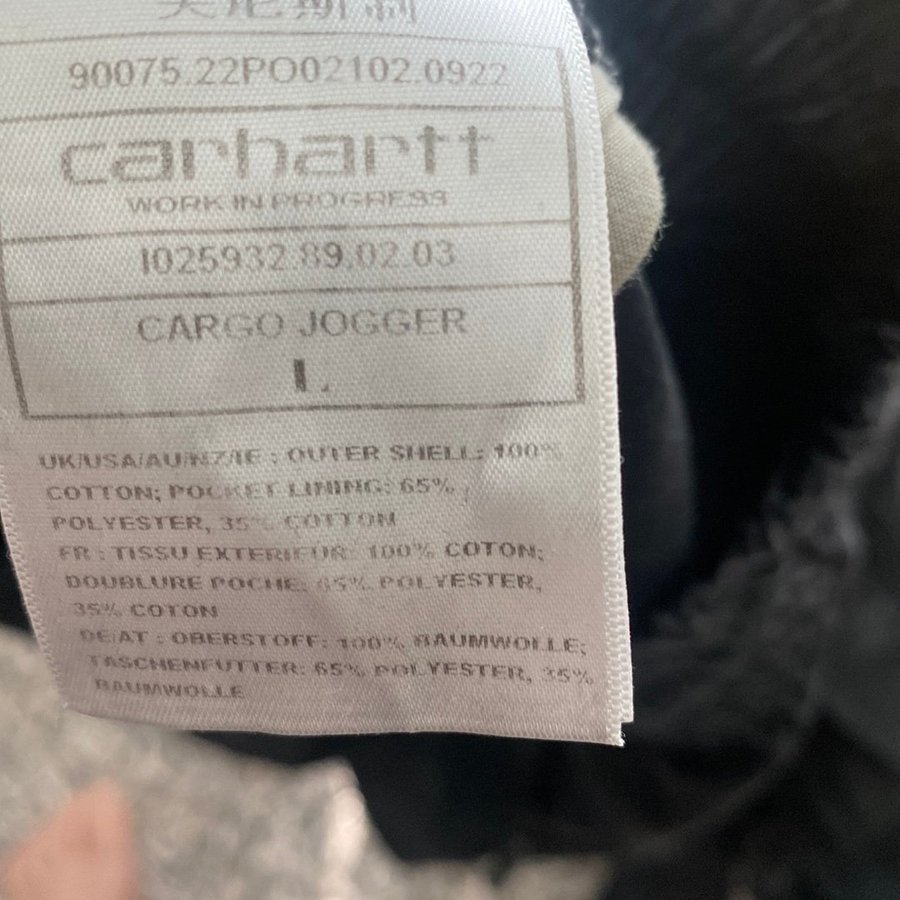 90075.22PO02102.0922
carhartt
WORK IN PROGRESS
I025932.89.02.03
CARGO JOGGER
L
UK/USA/AU/NZ/IE : OUTER SHELL: 100%
COTTON; POCKET LINING: 65%
POLYESTER, 35% COTTON
FR : TISSU EXTERIEUR: 100% COTON;
DOUBLURE POCHE: 65% POLYESTER,
35% COTON
DE/AT : OBERSTOFF: 100% BAUMWOLLE;
TASCHENFUTTER: 65% POLYESTER, 35%
BAUMWOLLE